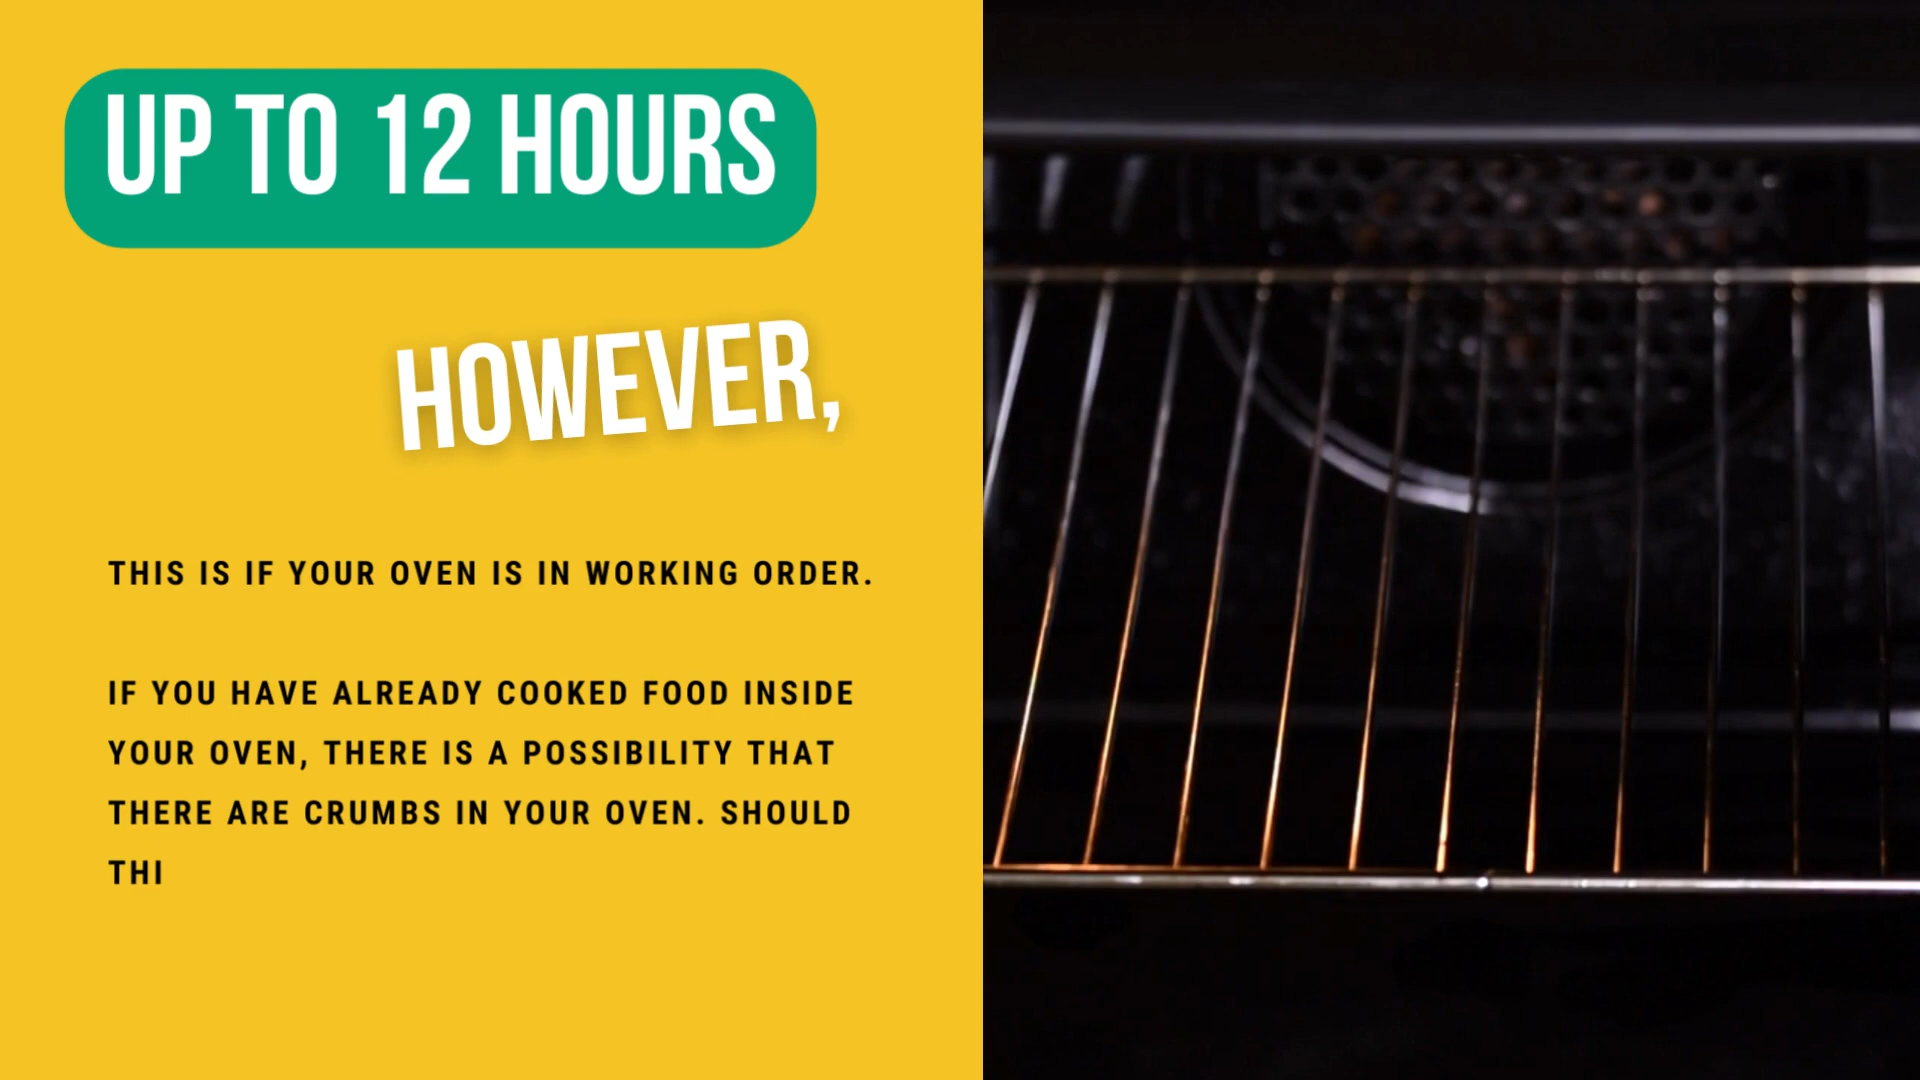 UP TO 12 HOURS
HOWEVER,
THIS IS IF YOUR OVEN IS IN WORKING ORDER.
IF YOU HAVE ALREADY COOKED FOOD INSIDE
YOUR OVEN, THERE IS A POSSIBILITY THAT
THERE ARE CRUMBS IN YOUR OVEN. SHOULD
THI